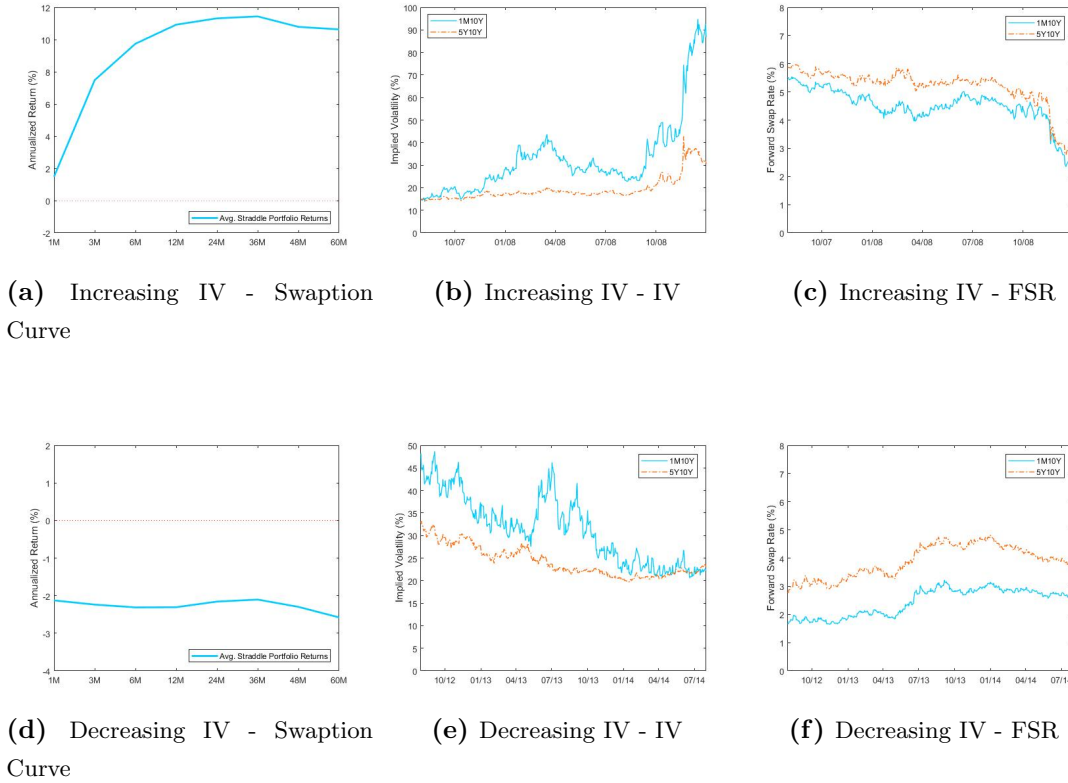 12
10
8
6
4
2
0
-2
Annualized Return (%)
Avg. Straddle Portfolio Returns
1M 3M 6M 12M 24M 36M 48M 60M
100
90
80
70
60
50
40
30
20
10
0
Implied Volatility (%)
1M10Y
5Y10Y
10/07 01/08 04/08 07/08 10/08
8
7
6
5
4
3
2
1
0
Forward Swap Rate (%)
1M10Y
5Y10Y
10/07 01/08 04/08 07/08 10/08
(a) Increasing IV - Swaption
Curve
(b) Increasing IV - IV
(c) Increasing IV - FSR
2
1
0
-1
-2
-3
-4
Annualized Return (%)
Avg. Straddle Portfolio Returns
1M 3M 6M 12M 24M 36M 48M 60M
50
45
40
35
30
25
20
15
10
5
0
Implied Volatility (%)
1M10Y
5Y10Y
10/12 01/13 04/13 07/13 10/13 01/14 04/14 07/14
8
7
6
5
4
3
2
1
0
Forward Swap Rate (%)
1M10Y
5Y10Y
10/12 01/13 04/13 07/13 10/13 01/14 04/14 07/14
(d) Decreasing IV - Swaption
Curve
(e) Decreasing IV - IV
(f) Decreasing IV - FSR